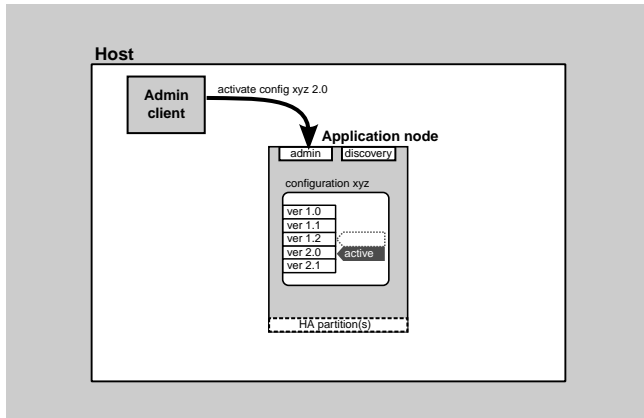 Host
Admin
client
activate config xyz 2.0
Application node
admin
discovery
configuration xyz
ver 1.0
ver 1.1
ver 1.2
ver 2.0
active
ver 2.1
HA partition(s)